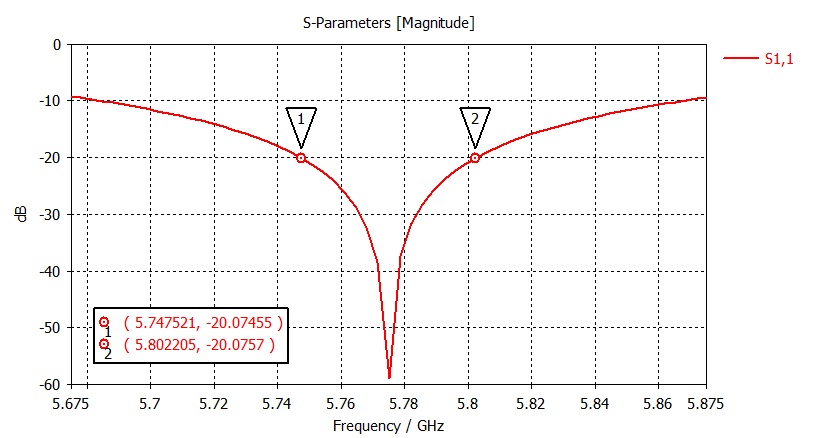 S-Parameters [Magnitude]
0
-10
-20
-30
-40
-50
-60
dB
S1,1
1
2
1 ( 5.747521, -20.07455 )
2 ( 5.802205, -20.0757 )
5.675 5.7 5.72 5.74 5.76 5.78 5.8 5.82 5.84 5.86 5.875
Frequency / GHz